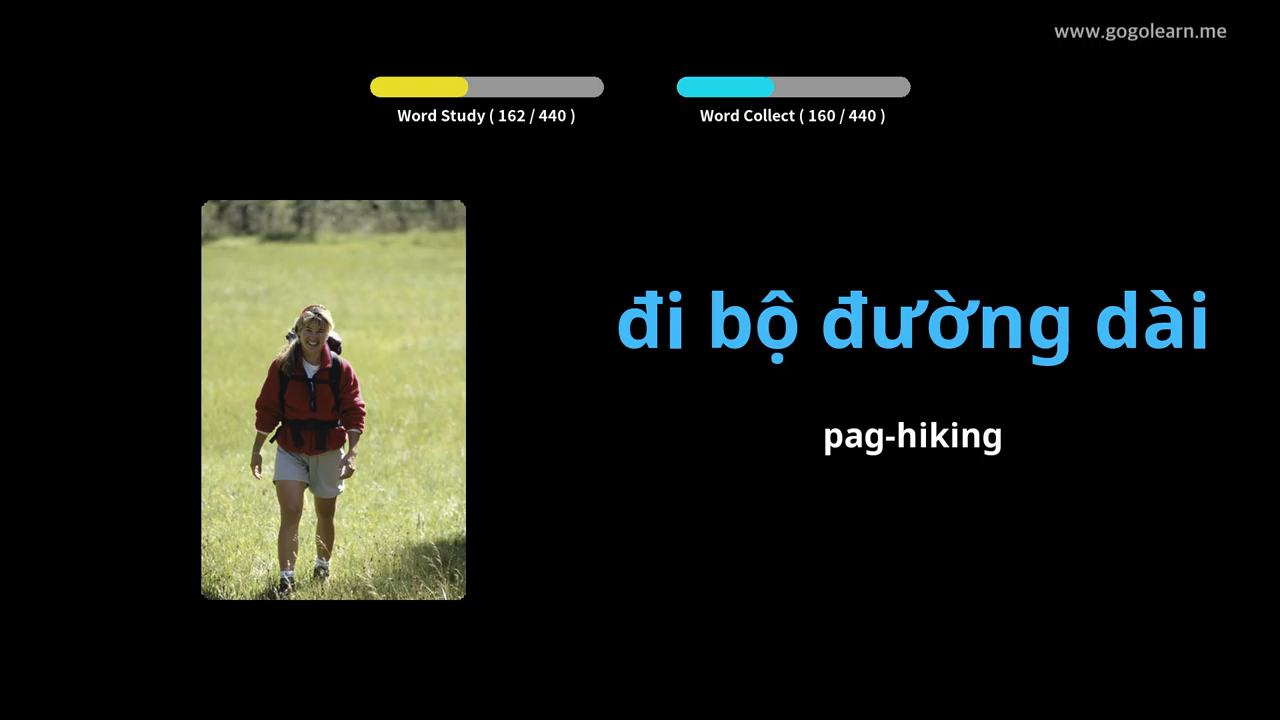 www.gogolearn.me
Word Study ( 162 / 440 )
Word Collect ( 160 / 440 )
đi bộ đường dài
pag-hiking